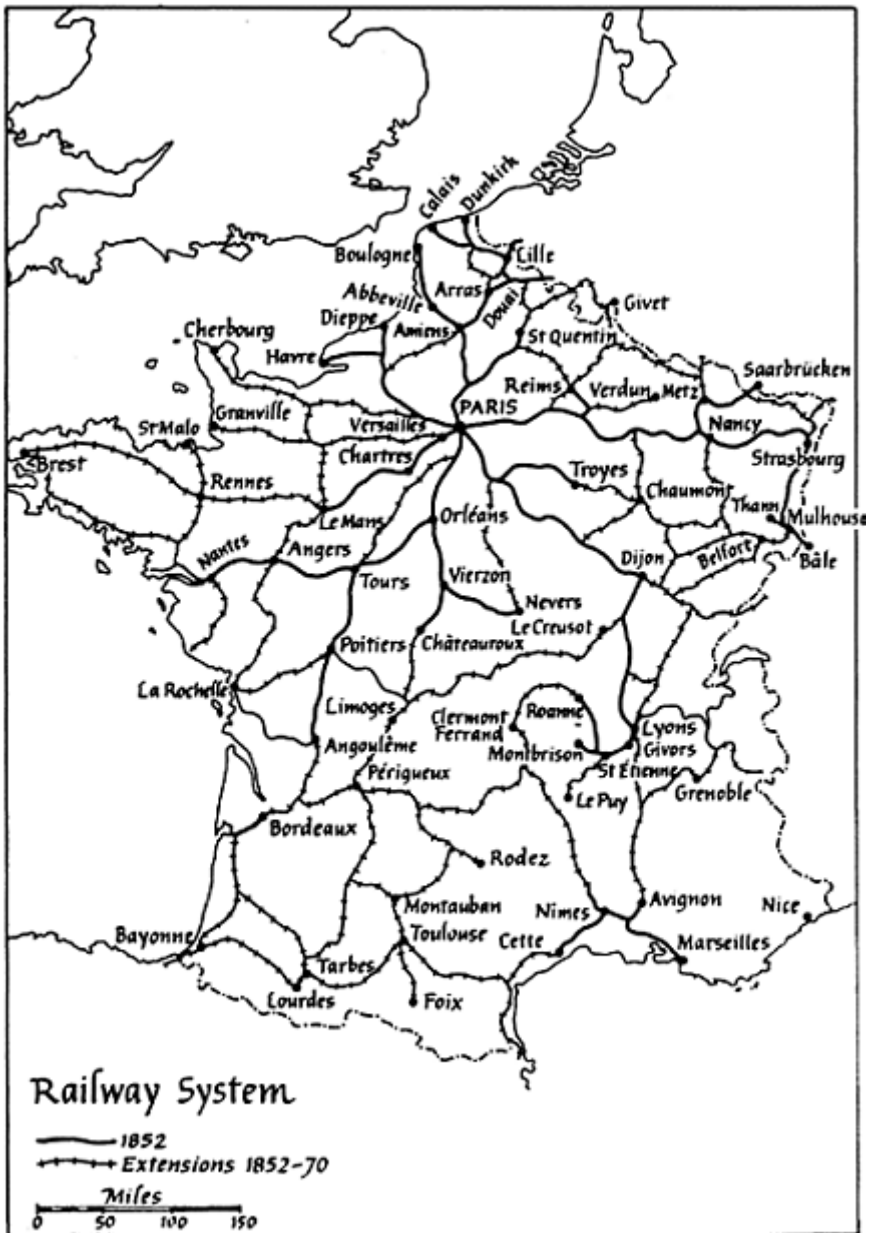 Calais
Dunkirk
Boulogne
Lille
Arras
Abbeville
Douai
Givet
Dieppe
Amiens
St Quentin
Cherbourg
Havre
Saarbrücken
Reims
Verdun
Metz
PARIS
Granville
Versailles
Nancy
St Malo
Chartres
Strasbourg
Brest
Troyes
Rennes
Chaumont
Thann
Mulhouse
Le Mans
Orléans
Nantes
Angers
Belfort
Dijon
Bâle
Tours
Vierzon
Nevers
Le Creusot
Poitiers
Châteauroux
La Rochelle
Limoges
Clermont
Ferrand
Roanne
Lyons
Angoulême
Montbrison
Givors
St Étienne
Périgueux
Le Puy
Grenoble
Bordeaux
Rodez
Montauban
Nîmes
Avignon
Nice
Bayonne
Toulouse
Cette
Marseilles
Tarbes
Lourdes
Foix
Railway System
1852
Extensions 1852-70
Miles
0 50 100 150